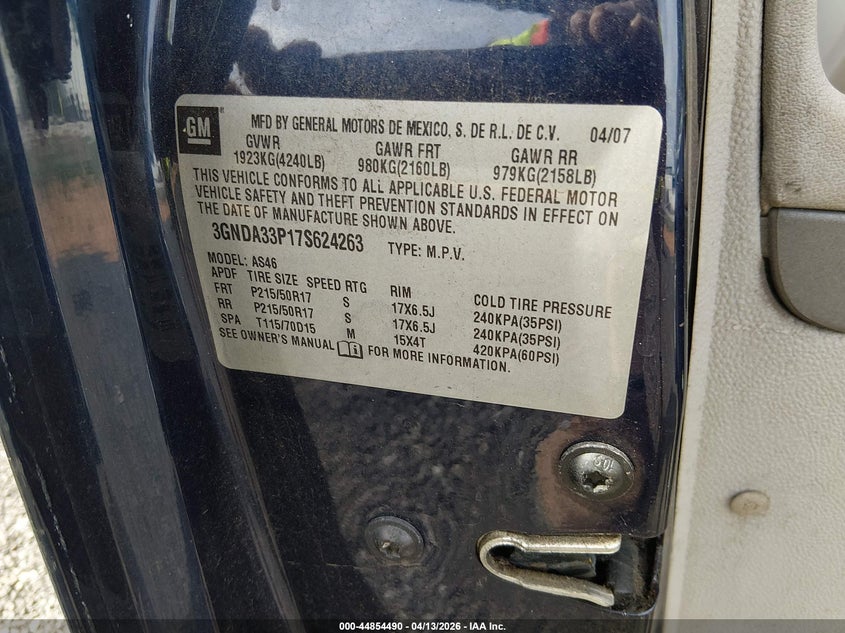 GM ® MFD BY GENERAL MOTORS DE MEXICO, S. DE R.L. DE C.V. 04/07
GVWR GAWR FRT GAWR RR
1923KG(4240LB) 980KG(2160LB) 979KG(2158LB)
THIS VEHICLE CONFORMS TO ALL APPLICABLE U.S. FEDERAL MOTOR
VEHICLE SAFETY AND THEFT PREVENTION STANDARDS IN EFFECT ON
THE DATE OF MANUFACTURE SHOWN ABOVE.
3GNDA33P17S624263 TYPE: M.P.V.
MODEL: AS46
APDF TIRE SIZE SPEED RTG RIM COLD TIRE PRESSURE
FRT P215/50R17 S 17X6.5J 240KPA(35PSI)
RR P215/50R17 S 17X6.5J 240KPA(35PSI)
SPA T115/70D15 M 15X4T 420KPA(60PSI)
SEE OWNER'S MANUAL FOR MORE INFORMATION.
10.9
000-44854490 - 04/13/2026 - IAA Inc.